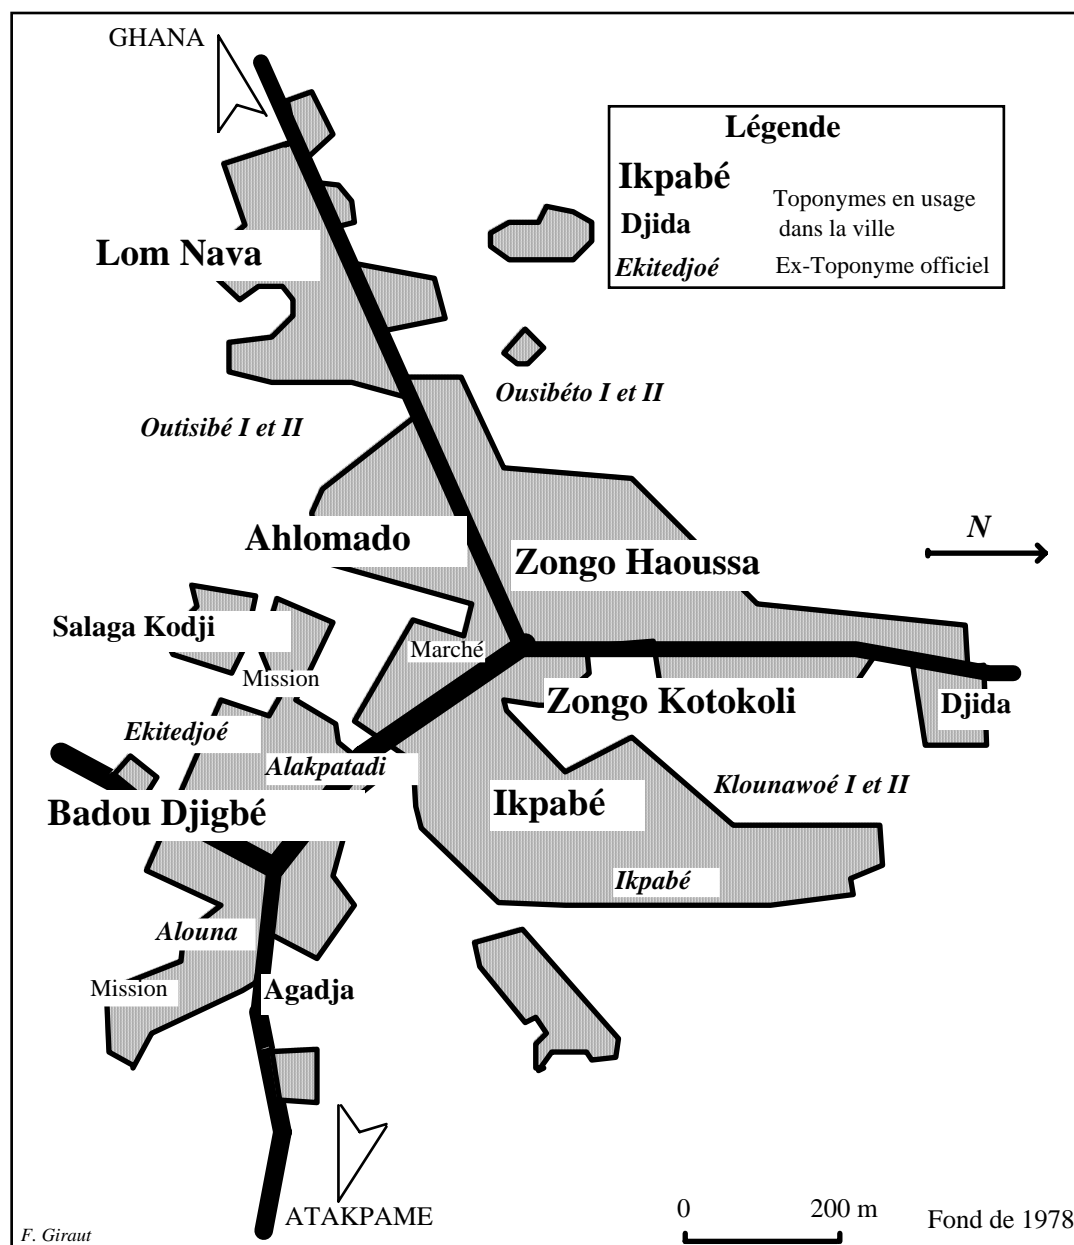 GHANA
Légende
Ikpabé
Djida
Toponymes en usage
dans la ville
Ekitedjoé
Ex-Toponyme officiel
Lom Nava
Ousibéto I et II
Outisibé I et II
Ahlomado
Zongo Haoussa
N
Salaga Kodji
Marché
Mission
Zongo Kotokoli
Djida
Ekitedjoé
Alakpatadi
Klounawoé I et II
Badou Djigbé
Ikpabé
Ikpabé
Alouna
Mission
Agadja
ATAKPAME
0
200 m
Fond de 1978
F. Giraut